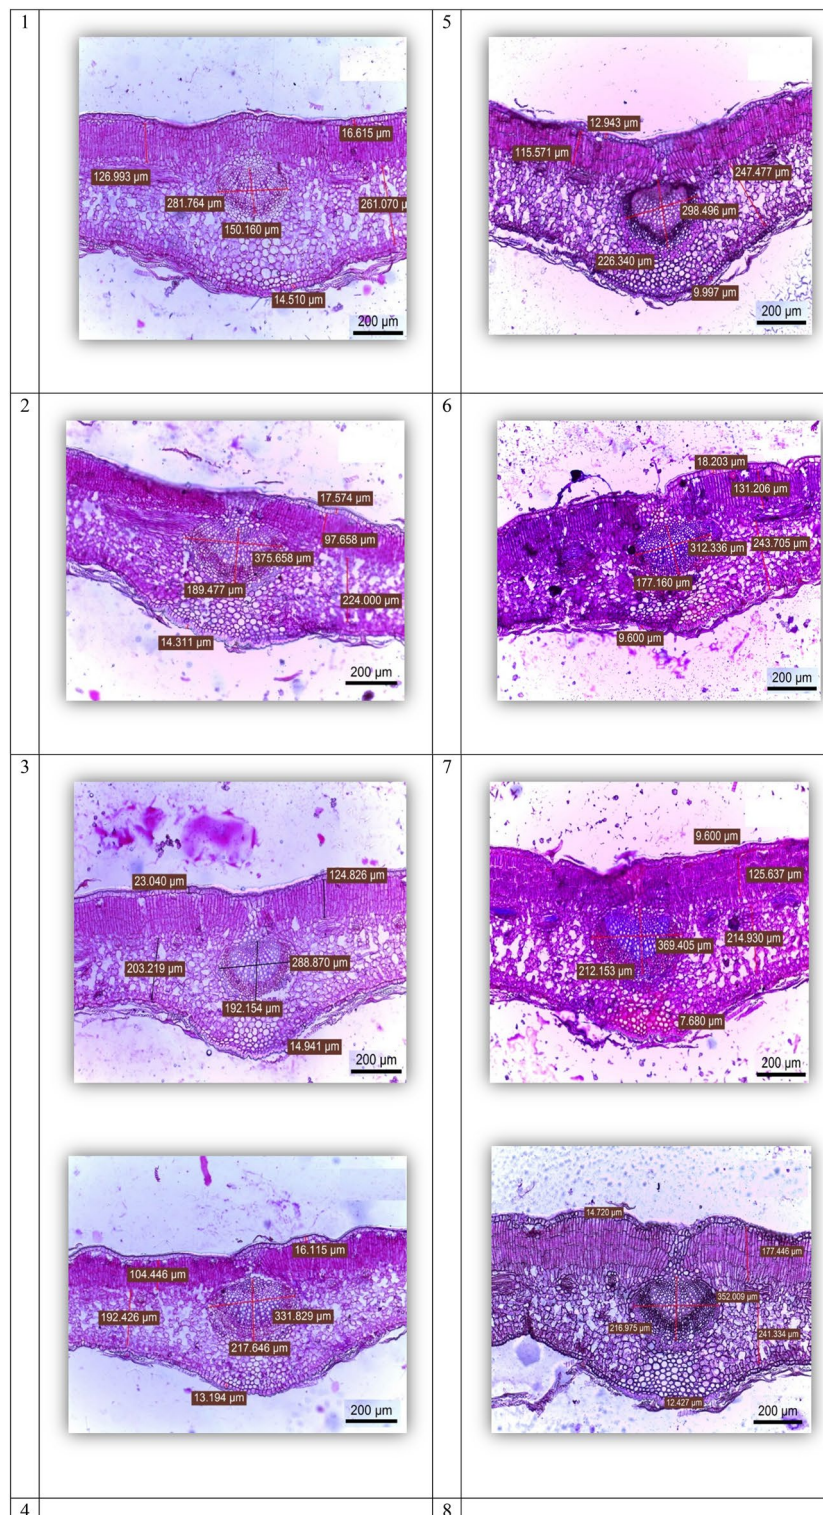 1
16.615 µm
126.993 µm
281.764 µm
261.070 µ
150.160 µm
14.510 µm
200 µm
5
12.943 µm
115.571 µm
247.477 µm
298.496 µm
226.340 µm
9.997 µm
200 µm
2
17.574 µm
97.658 µm
375.658 µm
189.477 µm
224.000 µm
14.311 µm
200 µm
6
18.203 µm
131.206 µm
312.336 µm
243.705 µm
177.160 µm
9.600 µm
200 µm
3
23.040 µm
124.826 µm
203.219 µm
288.870 µm
192.154 µm
14.941 µm
200 µm
7
9.600 µm
125.637 µm
214.930 µm
369.405 µm
212.153 µm
7.680 µm
200 µm
16.115 µm
104.446 µm
192.426 µm
331.829 µm
217.646 µm
13.194 µm
200 µm
14.720 µm
177.446 µm
352.009 µm
216.975 µm
241.334 µm
12.427 µm
200 µm
4
8